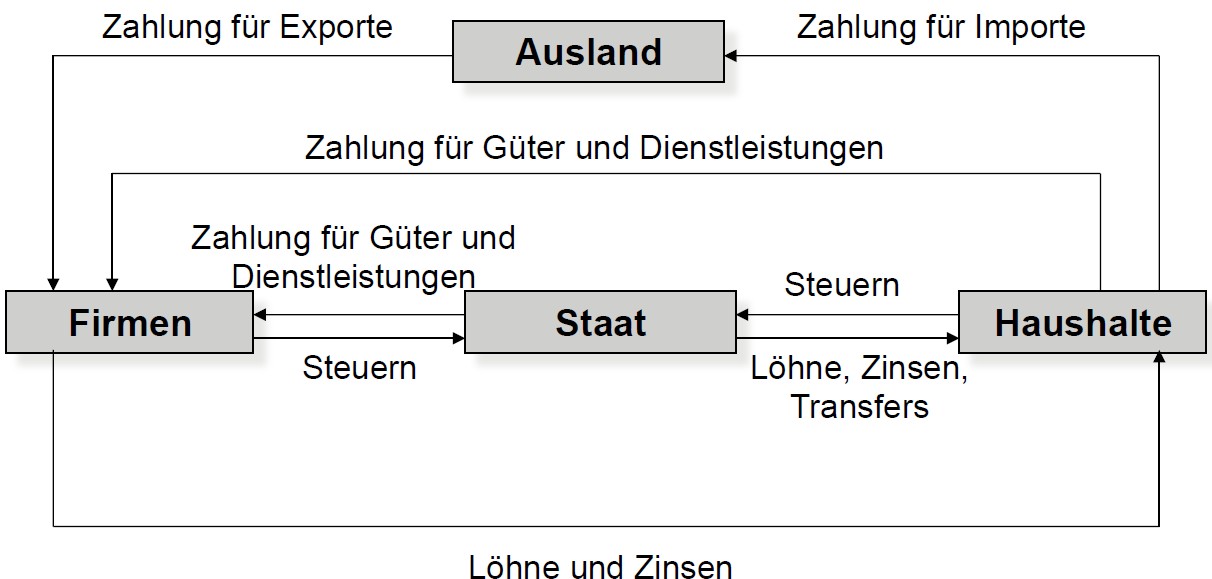 Zahlung für Exporte
Zahlung für Importe
Ausland
Zahlung für Güter und Dienstleistungen
Zahlung für Güter und
Dienstleistungen
Steuern
Firmen
Staat
Haushalte
Steuern
Löhne, Zinsen,
Transfers
Löhne und Zinsen